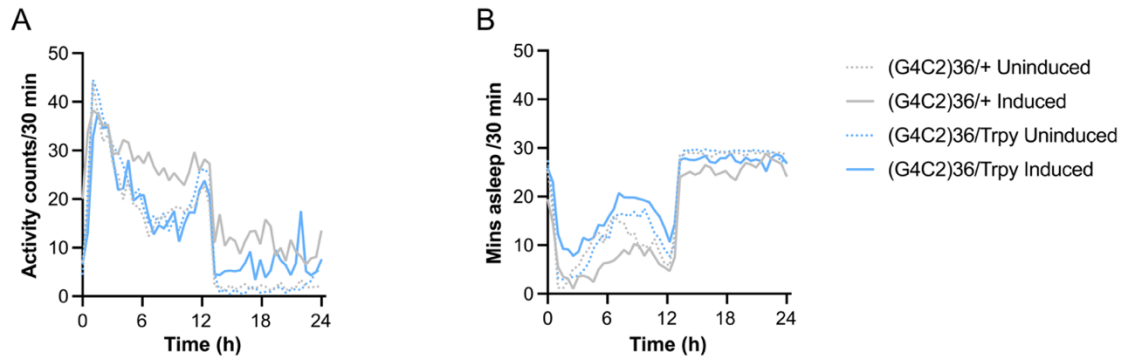 A
B
50
40
30
20
10
0
Activity counts/30 min
0 6 12 18 24
Time (h)
50
40
30
20
10
0
Mins asleep /30 min
0 6 12 18 24
Time (h)
(G4C2)36/+ Uninduced
(G4C2)36/+ Induced
(G4C2)36/Trpy Uninduced
(G4C2)36/Trpy Induced